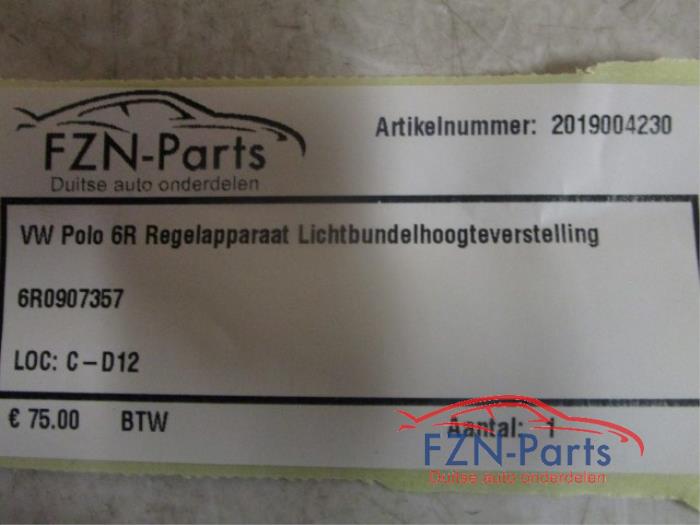 FZN-Parts
Duitse auto onderdelen
Artikelnummer: 2019004230
VW Polo 6R Regelapparaat Lichtbundelhoogteverstelling
6R0907357
LOC: C-D12
€ 75.00 BTW Aantal: 1
FZN-Parts
Duitse auto onderdelen